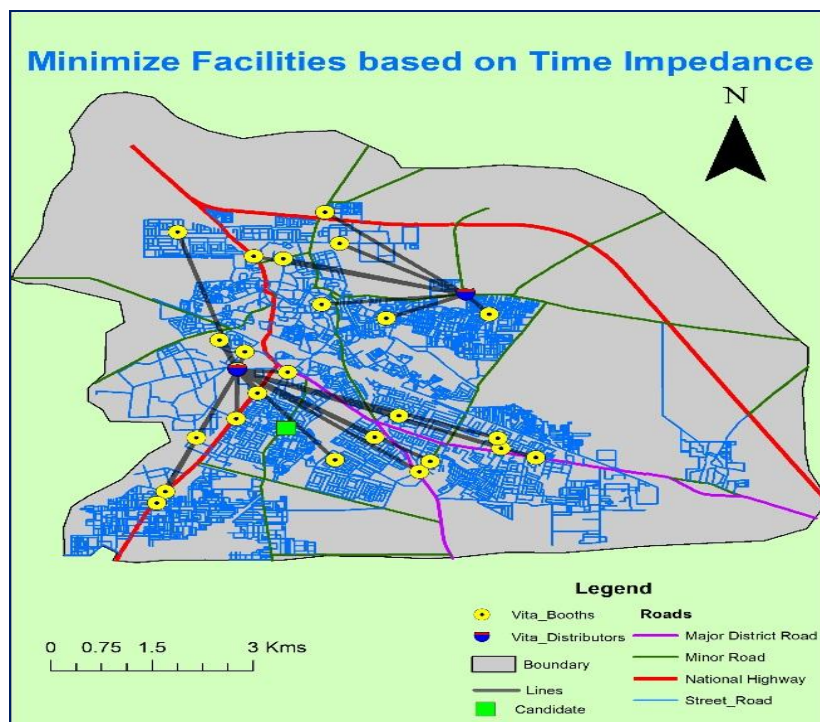 Minimize Facilities based on Time Impedance
N
Legend
Vita_Booths
Vita_Distributors
Boundary
Lines
Candidate
Roads
Major District Road
Minor Road
National Highway
Street_Road
0 0.75 1.5 3 Kms